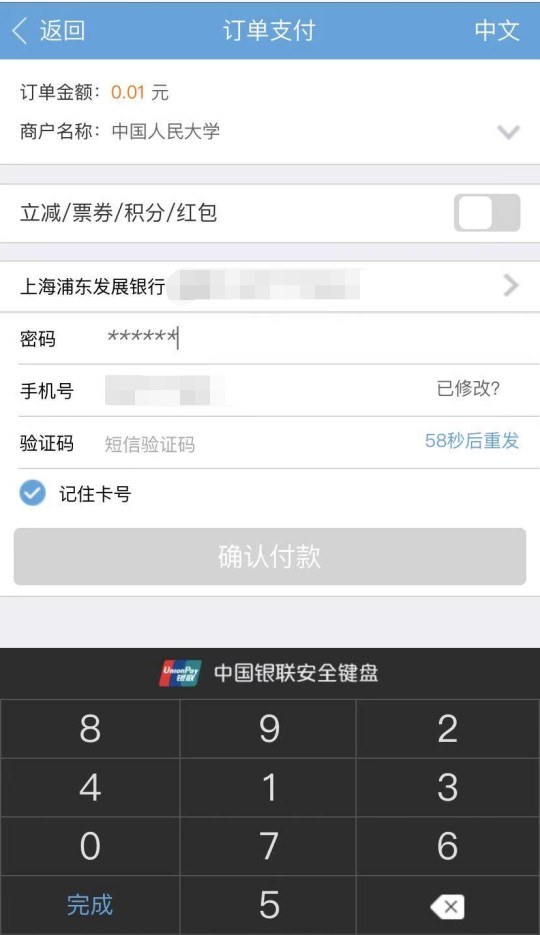 返回 订单支付 中文
订单金额：0.01 元
商户名称：中国人民大学
立减/票券/积分/红包
上海浦东发展银行
密码 ******
手机号 已修改?
验证码 短信验证码 58秒后重发
记住卡号
确认付款
UnionPay 银联 中国银联安全键盘
8 9 2
4 1 3
0 7 6
完成 5